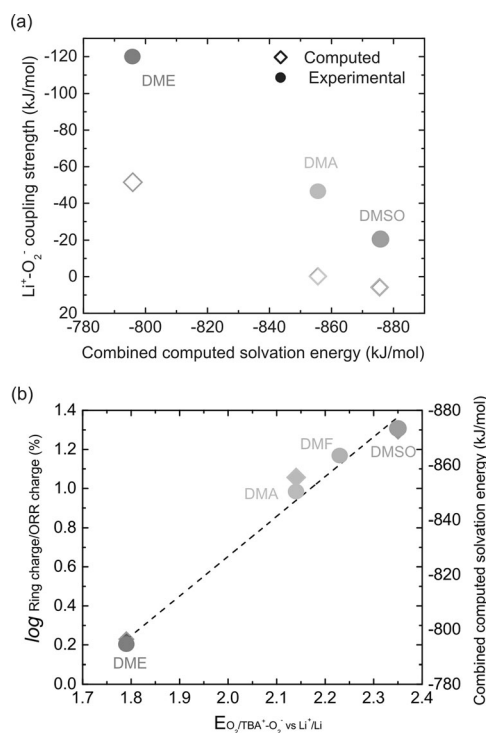 (a)
-120
-100
-80
-60
-40
-20
0
20
Li⁺-O₂⁻ coupling strength (kJ/mol)
Computed
Experimental
DME
DMA
DMSO
-780 -800 -820 -840 -860 -880
Combined computed solvation energy (kJ/mol)
(b)
1.4
1.2
1.0
0.8
0.6
0.4
0.2
0.0
log Ring charge/ORR charge (%)
DMF
DMSO
DMA
DME
-880
-860
-840
-820
-800
-780
Combined computed solvation energy (kJ/mol)
1.7 1.8 1.9 2.0 2.1 2.2 2.3 2.4
E O₂/TBA⁺-O₂⁻ vs Li⁺/Li